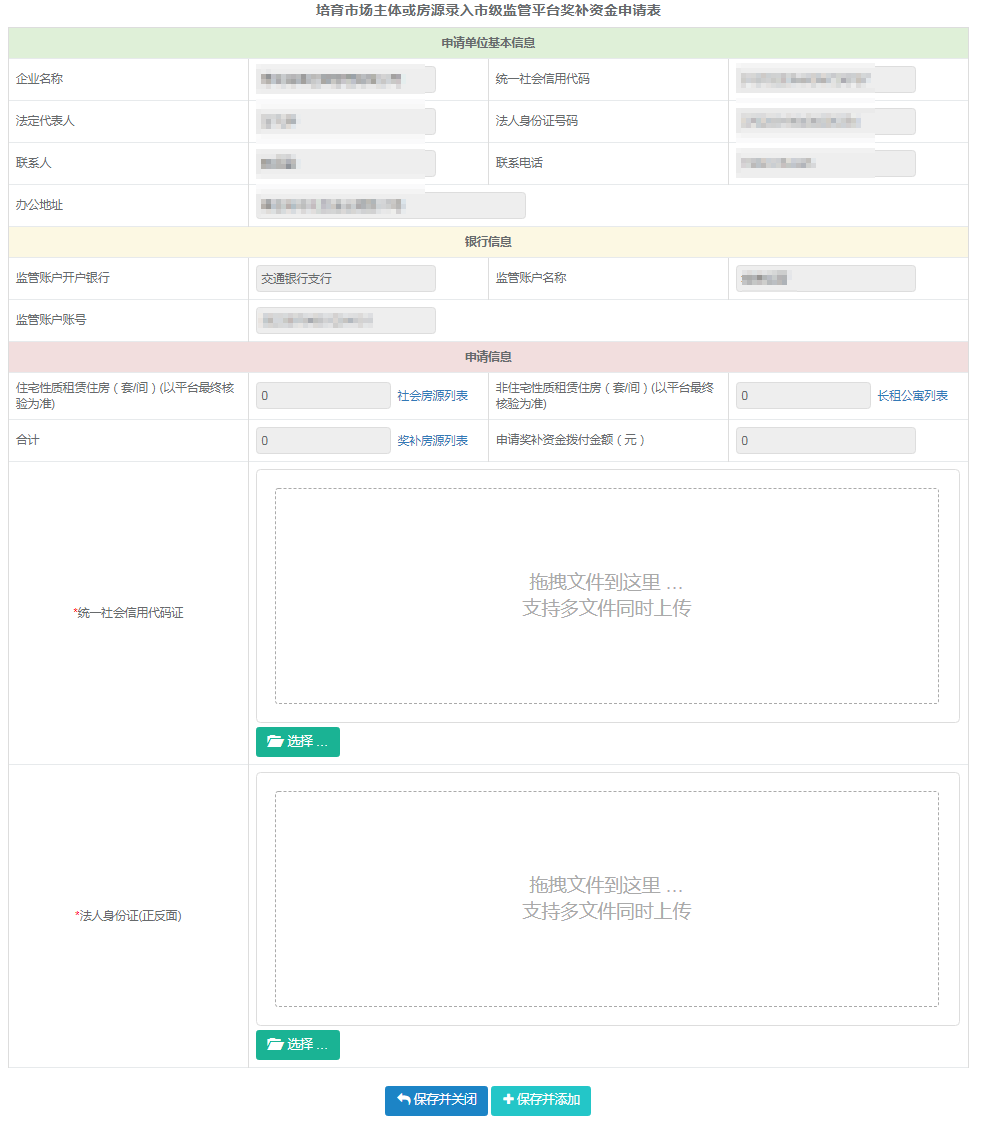 培育市场主体或房源录入市级监管平台奖补资金申请表
申请单位基本信息
企业名称
统一社会信用代码
法定代表人
法人身份证号码
联系人
联系电话
办公地址
银行信息
监管账户开户银行
交通银行支行
监管账户名称
监管账户账号
申请信息
住宅性质租赁住房（套/间）(以平台最终核
验为准)
0
社会房源列表
非住宅性质租赁住房（套/间）(以平台最终
核验为准)
0
长租公寓列表
合计
0
奖补房源列表
申请奖补资金拨付金额（元）
0
*统一社会信用代码证
拖拽文件到这里 …
支持多文件同时上传
选择 …
*法人身份证(正反面)
拖拽文件到这里 …
支持多文件同时上传
选择 …
保存并关闭
保存并添加